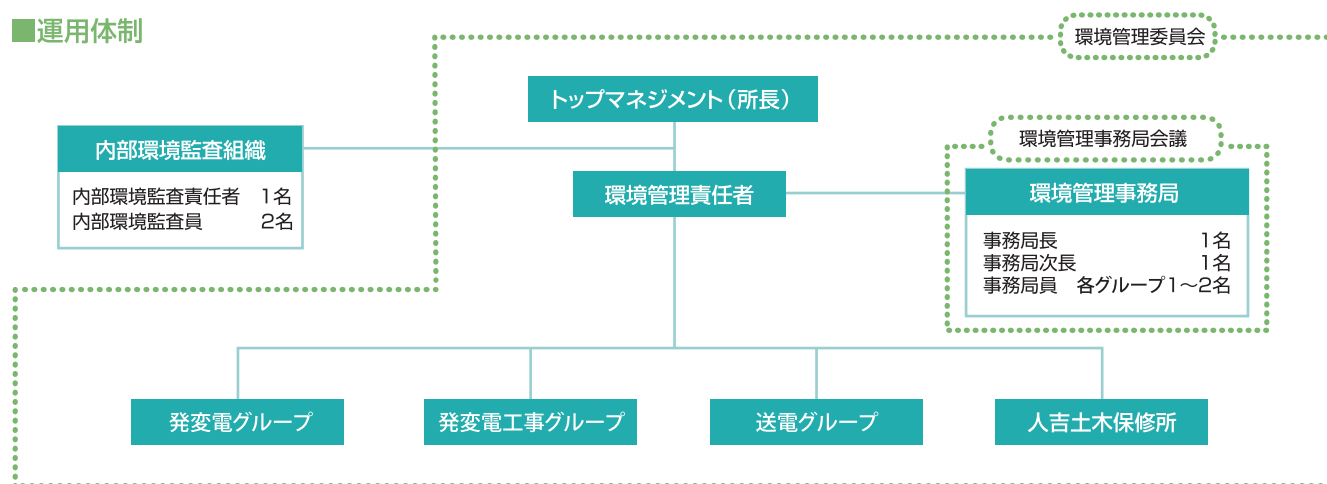 ■運用体制
環境管理委員会
トップマネジメント（所長）
内部環境監査組織
内部環境監査責任者　1名
内部環境監査員　2名
環境管理責任者
環境管理事務局会議
環境管理事務局
事務局長　1名
事務局次長　1名
事務局員　各グループ1〜2名
発変電グループ
発変電工事グループ
送電グループ
人吉土木保修所